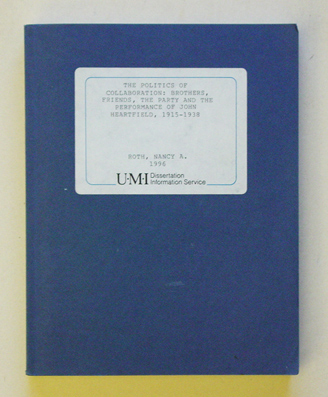 THE POLITICS OF
COLLABORATION: BROTHERS,
FRIENDS, THE PARTY AND THE
PERFORMANCE OF JOHN
HEARTFIELD, 1915-1938
ROTH, NANCY A.
1996
U·M·I Dissertation
Information Service